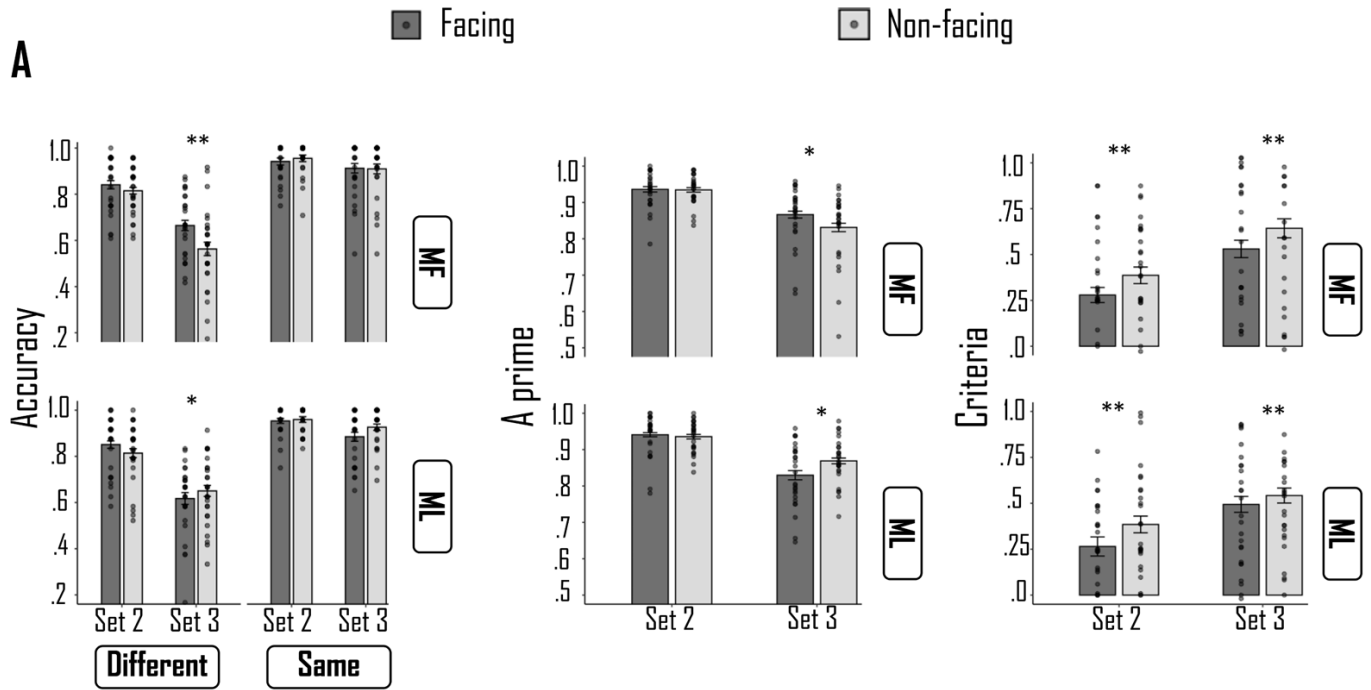 Facing
Non-facing
A
Accuracy
1.0
.8
.6
.4
.2
**
MF
1.0
.8
.6
.4
.2
*
ML
Set 2
Set 3
Set 2
Set 3
Different
Same
A prime
1.0
.9
.8
.7
.6
.5
*
MF
1.0
.9
.8
.7
.6
.5
*
ML
Set 2
Set 3
Criteria
1.0
.75
.5
.25
.0
**
**
MF
1.0
.75
.5
.25
.0
**
**
ML
Set 2
Set 3